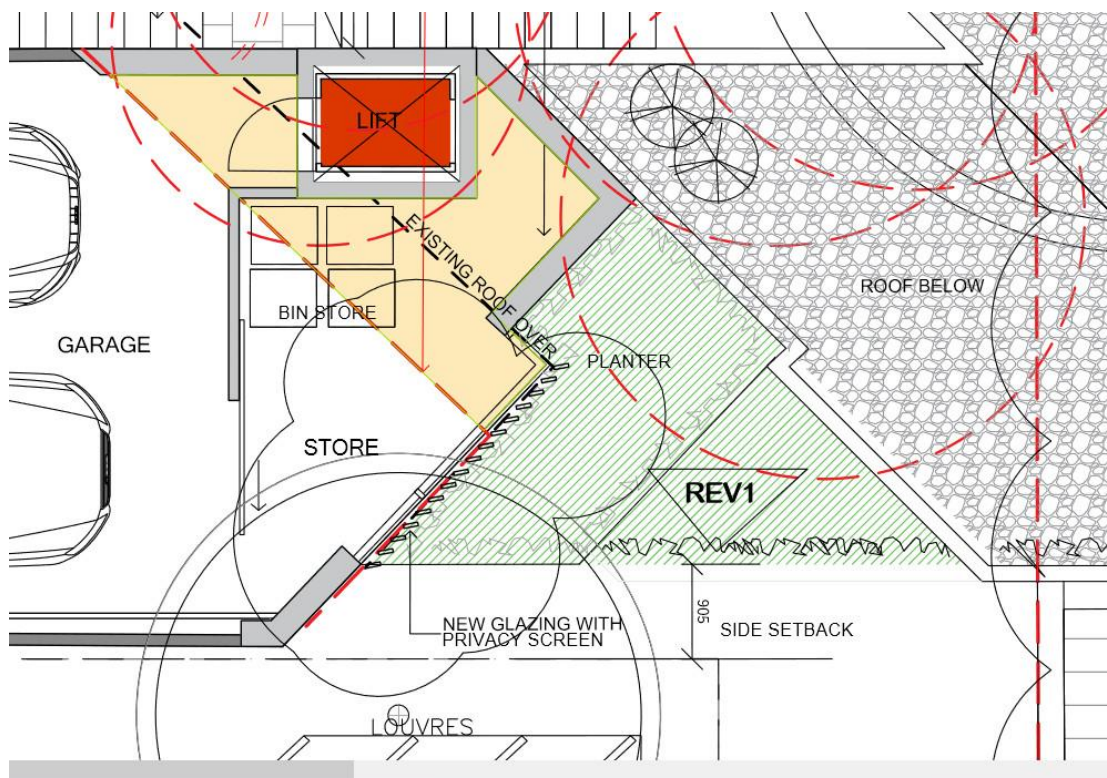 LIFT
EXISTING ROOF OVER
ROOF BELOW
BIN STORE
GARAGE
PLANTER
STORE
REV1
NEW GLAZING WITH
PRIVACY SCREEN
905
SIDE SETBACK
LOUVRES